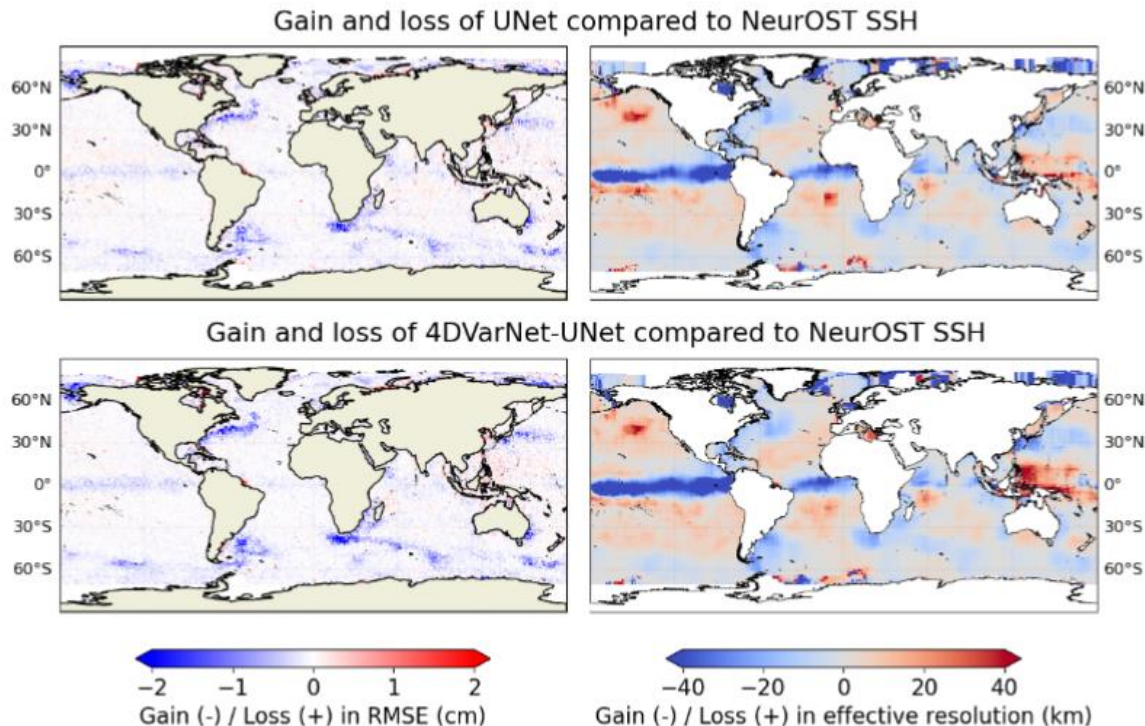 Gain and loss of UNet compared to NeurOST SSH
60°N
30°N
0°
30°S
60°S
60°N
30°N
0°
30°S
60°S
Gain and loss of 4DVarNet-UNet compared to NeurOST SSH
60°N
30°N
0°
30°S
60°S
60°N
30°N
0°
30°S
60°S
−2 −1 0 1 2
Gain (-) / Loss (+) in RMSE (cm)
−40 −20 0 20 40
Gain (-) / Loss (+) in effective resolution (km)